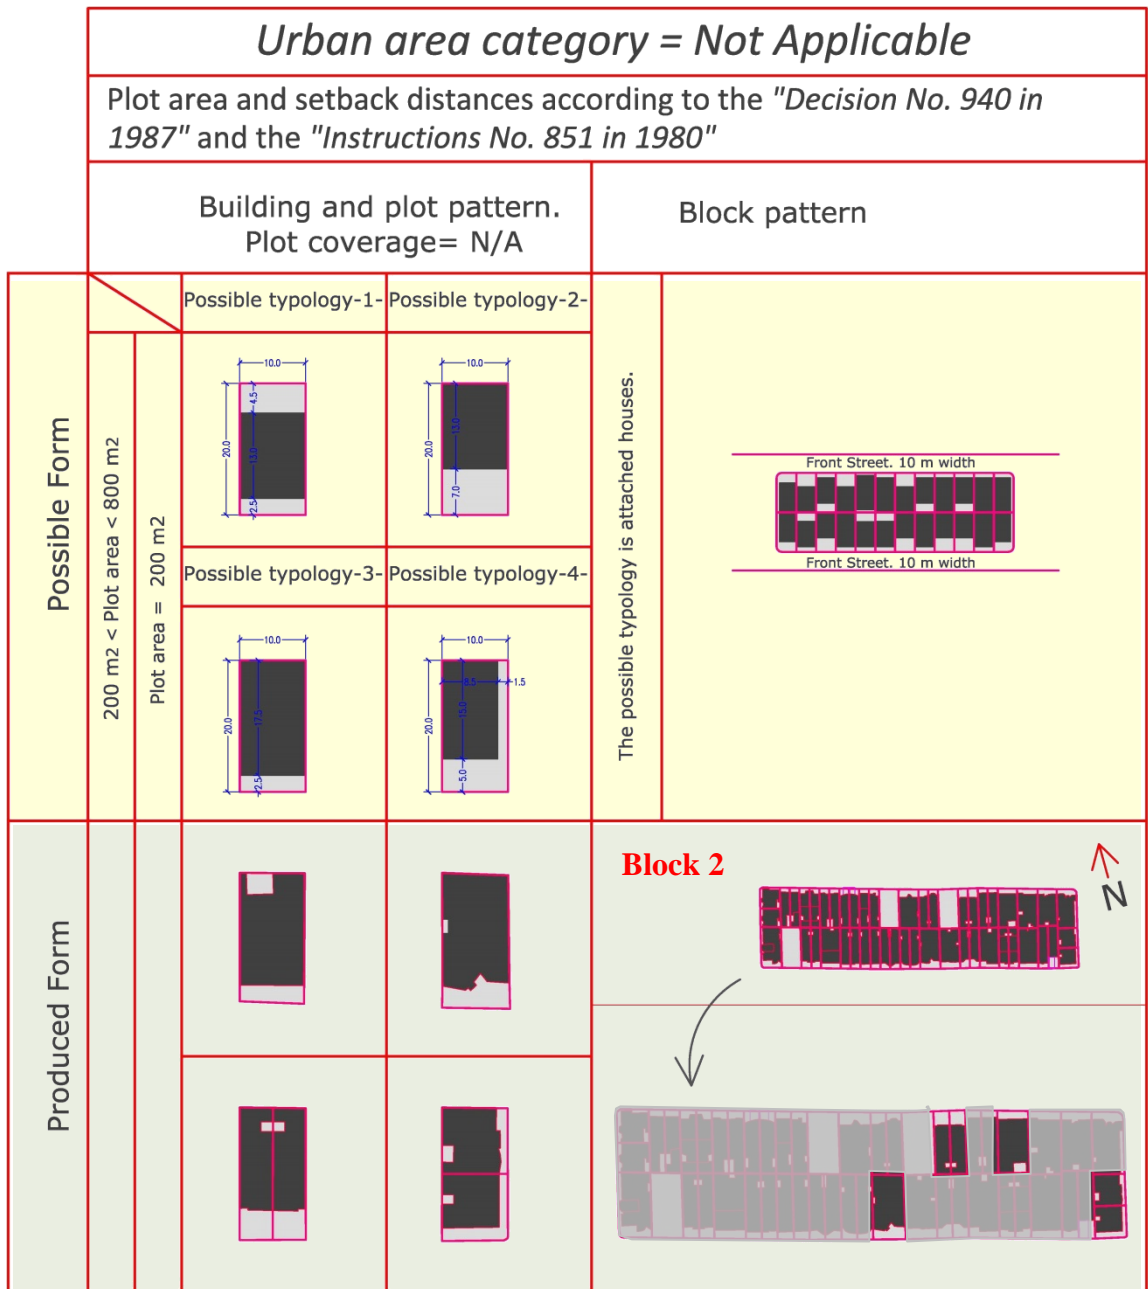 Urban area category = Not Applicable
Plot area and setback distances according to the "Decision No. 940 in
1987" and the "Instructions No. 851 in 1980"
Building and plot pattern.
Plot coverage= N/A
Block pattern
Possible Form
200 m2 < Plot area < 800 m2
Plot area = 200 m2
Possible typology-1-
Possible typology-2-
10.0
20.0
4.5
13.0
2.5
10.0
20.0
13.0
7.0
Possible typology-3-
Possible typology-4-
10.0
20.0
17.5
2.5
10.0
20.0
8.5
1.5
15.0
5.0
The possible typology is attached houses.
Front Street. 10 m width
Front Street. 10 m width
Produced Form
Block 2
N